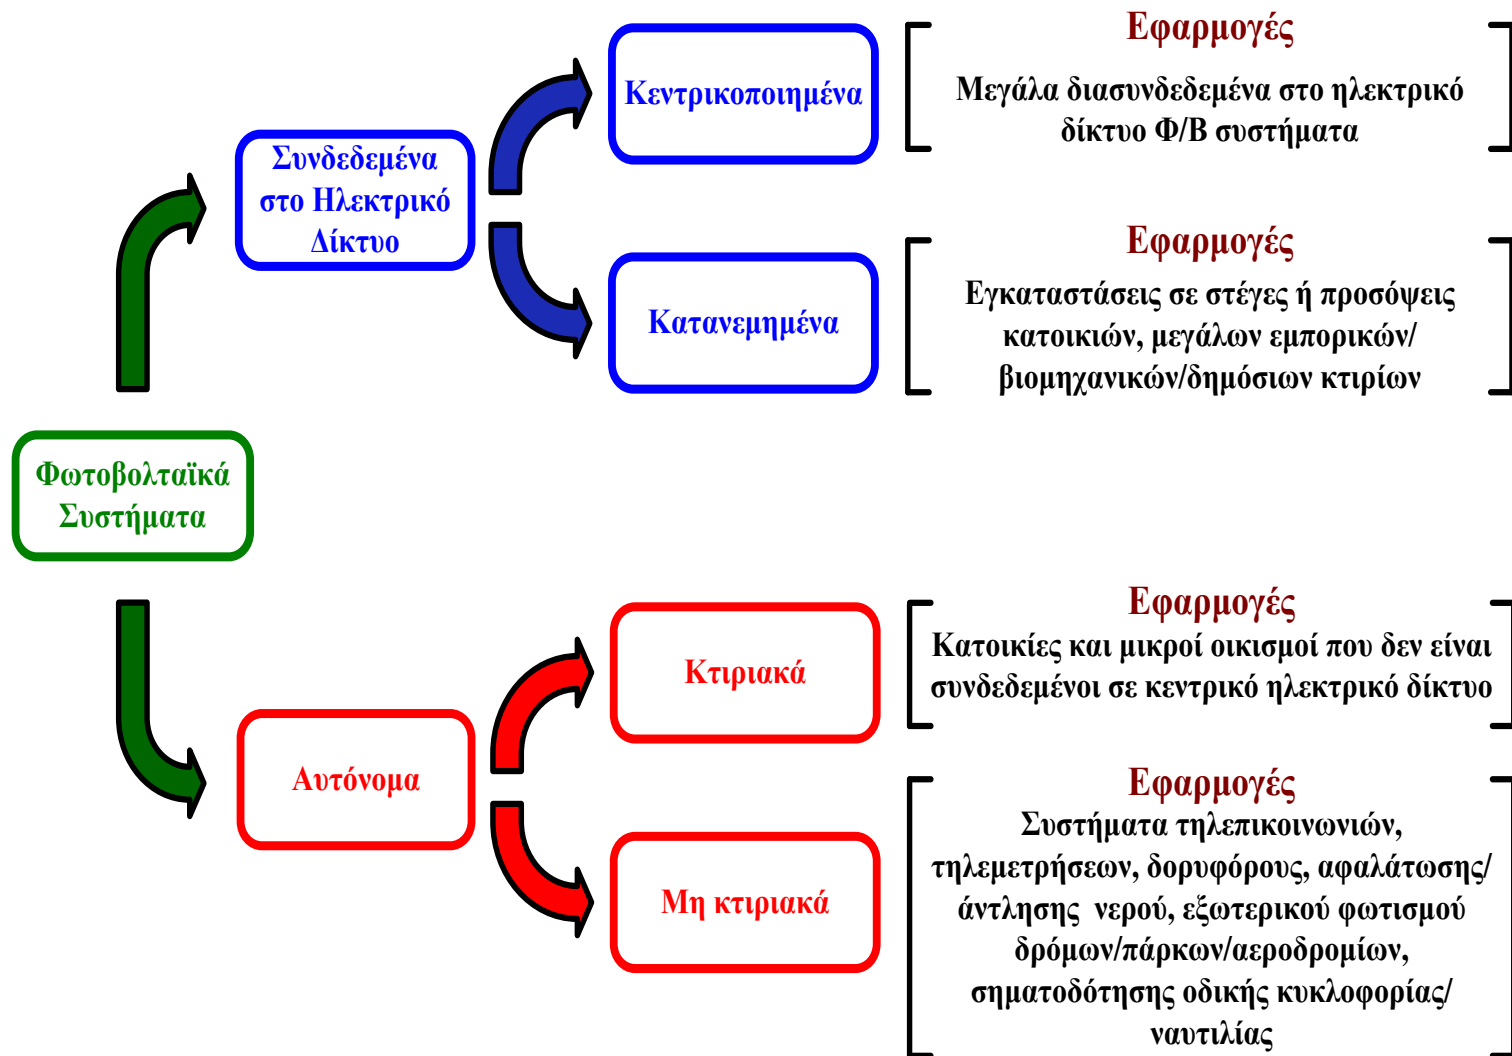 Φωτοβολταϊκά
Συστήματα
Συνδεδεμένα
στο Ηλεκτρικό
Δίκτυο
Κεντρικοποιημένα
Εφαρμογές
Μεγάλα διασυνδεδεμένα στο ηλεκτρικό
δίκτυο Φ/Β συστήματα
Κατανεμημένα
Εφαρμογές
Εγκαταστάσεις σε στέγες ή προσόψεις
κατοικιών, μεγάλων εμπορικών/
βιομηχανικών/δημόσιων κτιρίων
Αυτόνομα
Κτιριακά
Εφαρμογές
Κατοικίες και μικροί οικισμοί που δεν είναι
συνδεδεμένοι σε κεντρικό ηλεκτρικό δίκτυο
Μη κτιριακά
Εφαρμογές
Συστήματα τηλεπικοινωνιών,
τηλεμετρήσεων, δορυφόρους, αφαλάτωσης/
άντλησης νερού, εξωτερικού φωτισμού
δρόμων/πάρκων/αεροδρομίων,
σηματοδότησης οδικής κυκλοφορίας/
ναυτιλίας